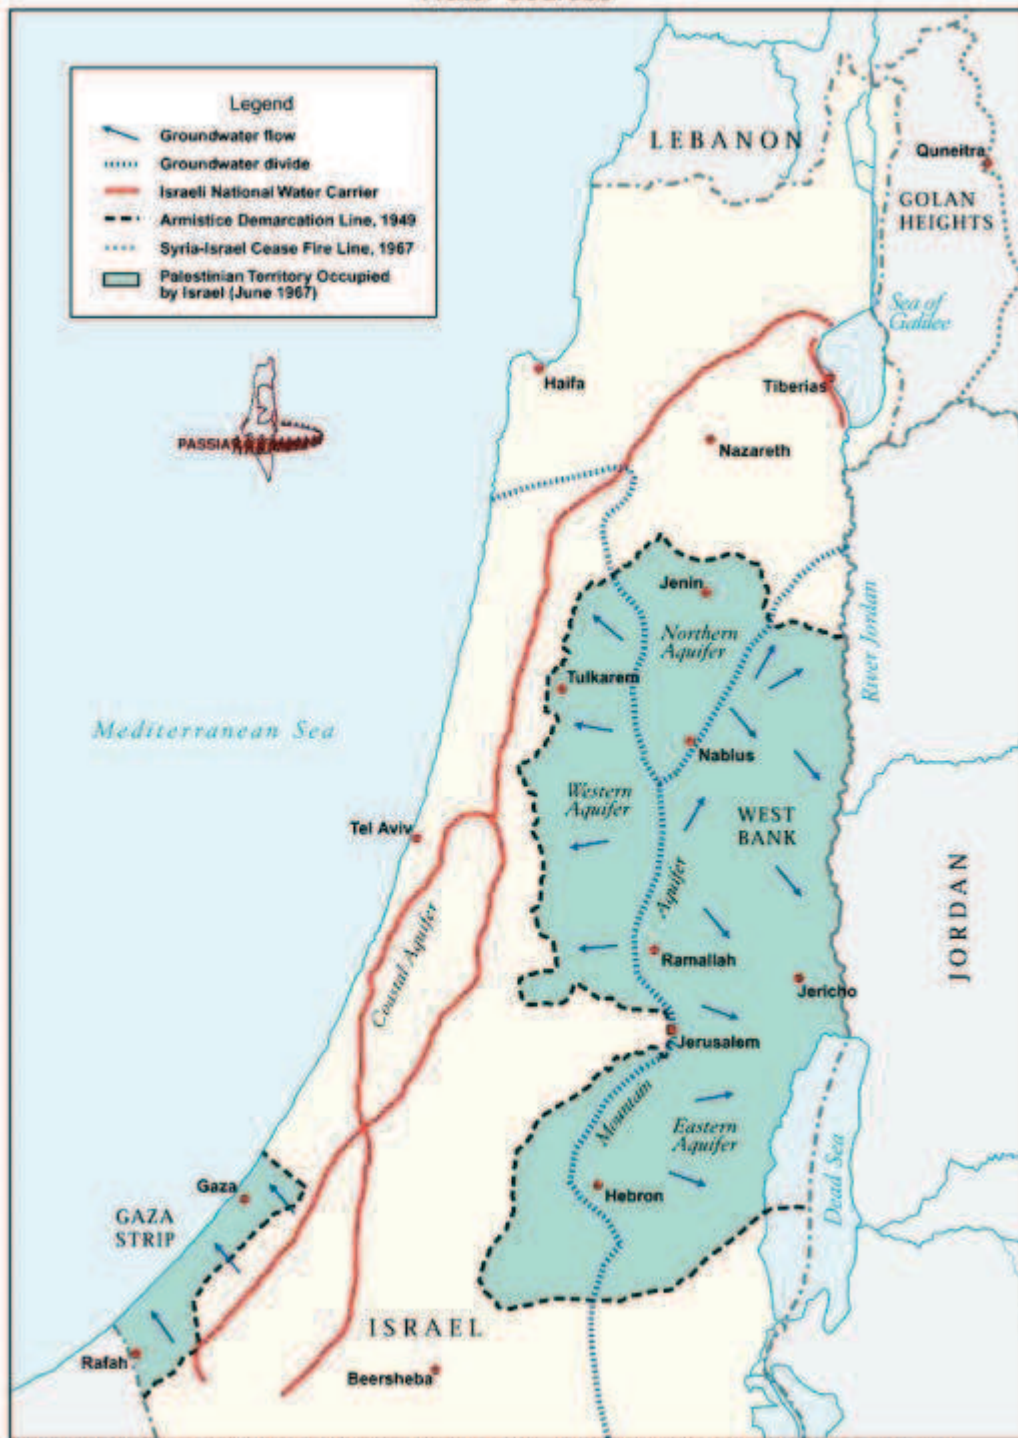 Legend
Groundwater flow
Groundwater divide
Israeli National Water Carrier
Armistice Demarcation Line, 1949
Syria-Israel Cease Fire Line, 1967
Palestinian Territory Occupied
by Israel (June 1967)
PASSIA
LEBANON
Quneitra
GOLAN
HEIGHTS
Sea of
Galilee
Haifa
Tiberias
Nazareth
Jenin
Northern
Aquifer
River Jordan
Tulkarem
Mediterranean Sea
Nablus
Western
Aquifer
WEST
BANK
Tel Aviv
Aquifer
JORDAN
Coastal Aquifer
Ramallah
Jericho
Jerusalem
Mountain
Eastern
Aquifer
Dead Sea
Gaza
Hebron
GAZA
STRIP
ISRAEL
Rafah
Beersheba